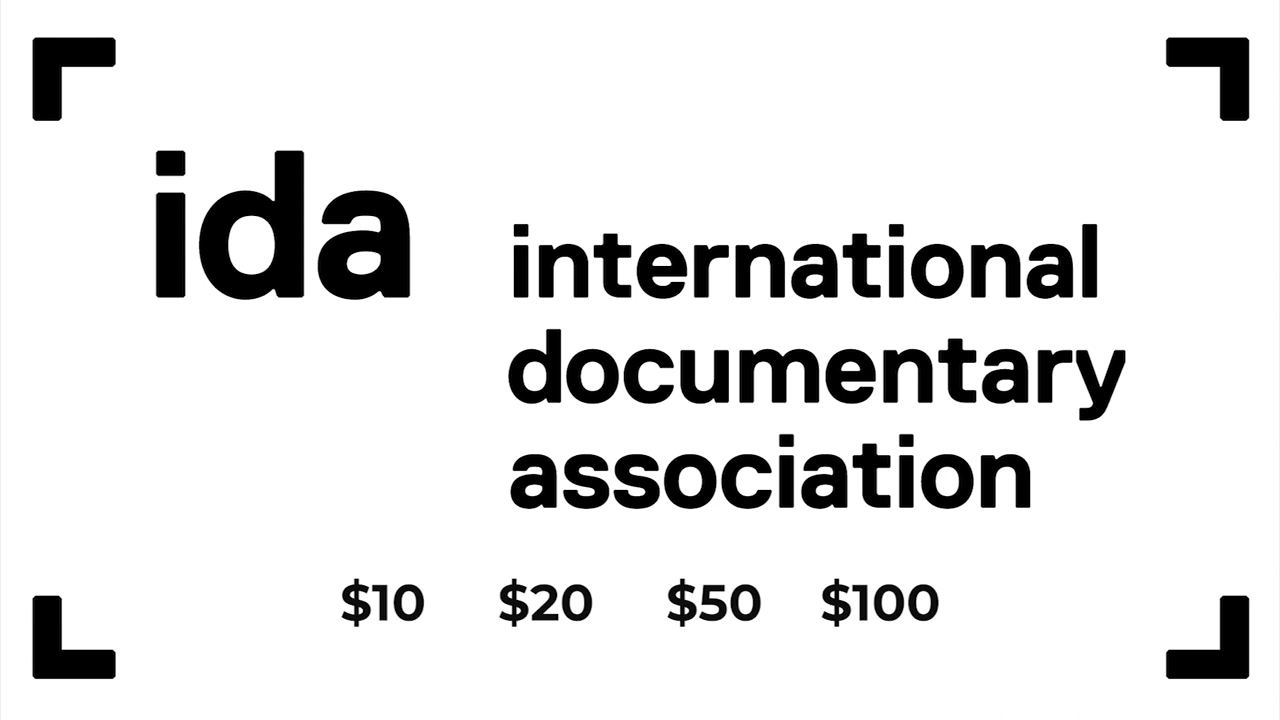 ida
international
documentary
association
$10 $20 $50 $100